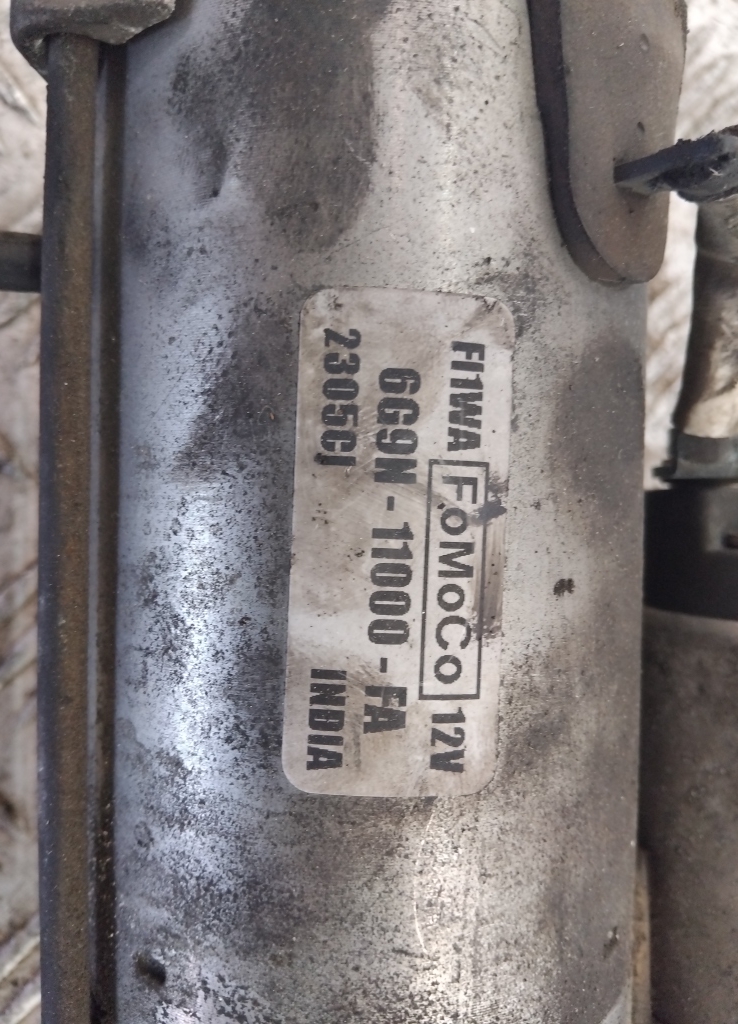 FI1WA FoMoCo 12V
6G9N-11000-FA
2305CJ INDIA